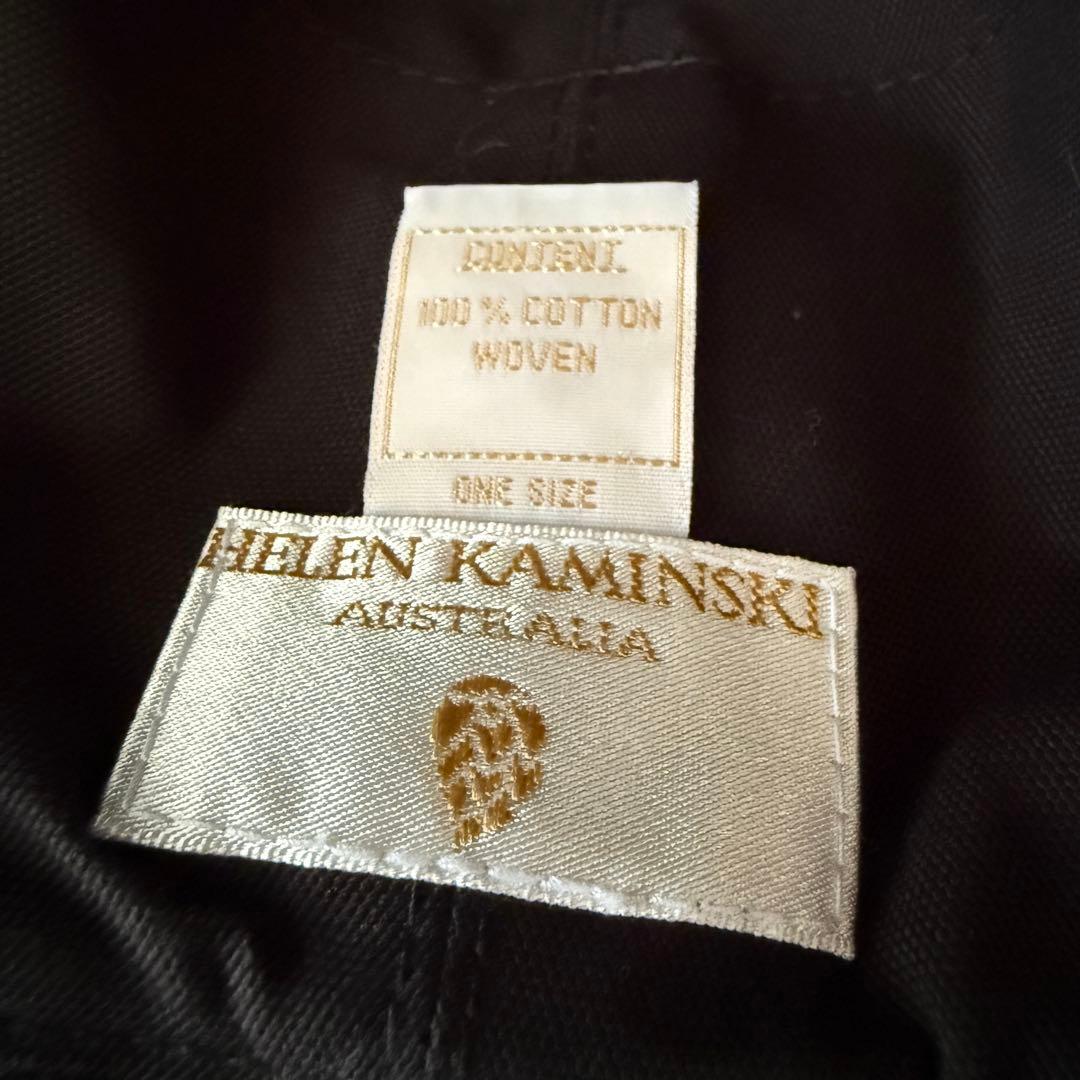 CONTENT
100% COTTON
WOVEN
ONE SIZE
HELEN KAMINSKI
AUSTRALIA